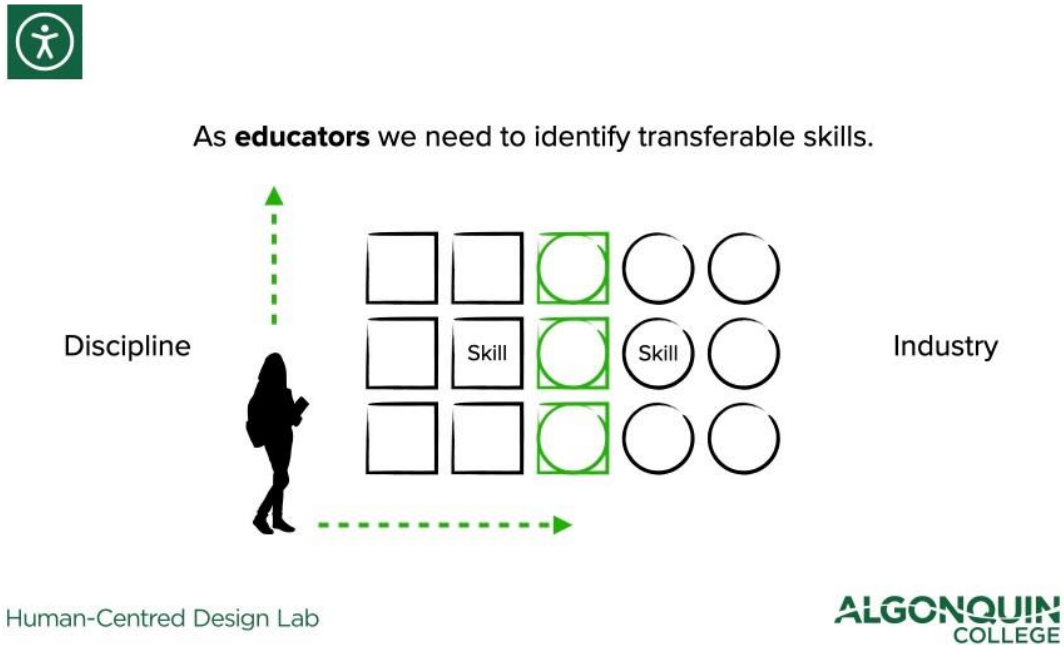 As educators we need to identify transferable skills.
Discipline
Skill
Skill
Industry
Human-Centred Design Lab
ALGONQUIN
COLLEGE